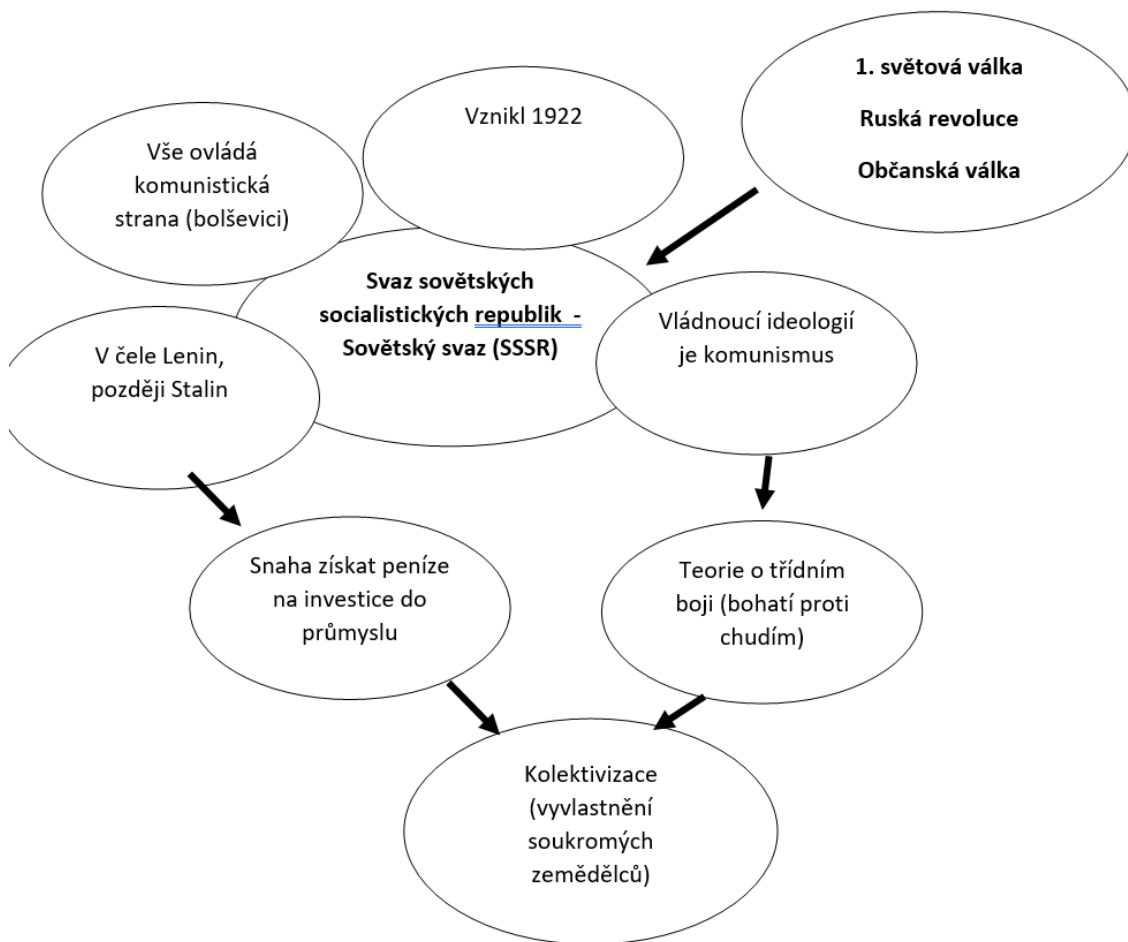 1. světová válka
Ruská revoluce
Občanská válka
Vznikl 1922
Vše ovládá
komunistická
strana (bolševici)
Svaz sovětských
socialistických republik -
Sovětský svaz (SSSR)
Vládnoucí ideologií
je komunismus
V čele Lenin,
později Stalin
Snaha získat peníze
na investice do
průmyslu
Teorie o třídním
boji (bohatí proti
chudím)
Kolektivizace
(vyvlastnění
soukromých
zemědělců)